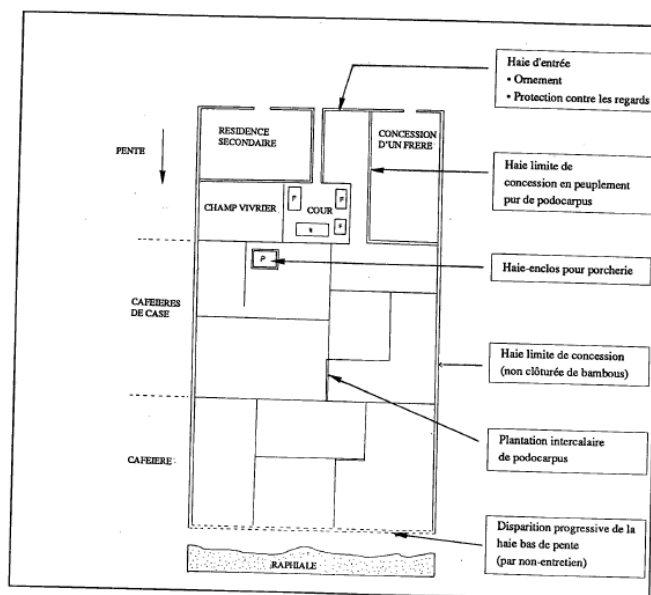 Haie d'entrée
• Ornement
• Protection contre les regards
RESIDENCE
SECONDAIRE
CONCESSION
D'UN FRERE
PENTE
Haie limite de
concession en peuplement
pur de podocarpus
CHAMP VIVRIER
COUR
P
P
P
Haie-enclos pour porcherie
CAFEIERES
DE CASE
Haie limite de concession
(non clôturée de bambous)
Plantation intercalaire
de podocarpus
CAFEIERE
Disparition progressive de la
haie bas de pente
(par non-entretien)
RAPHIALE